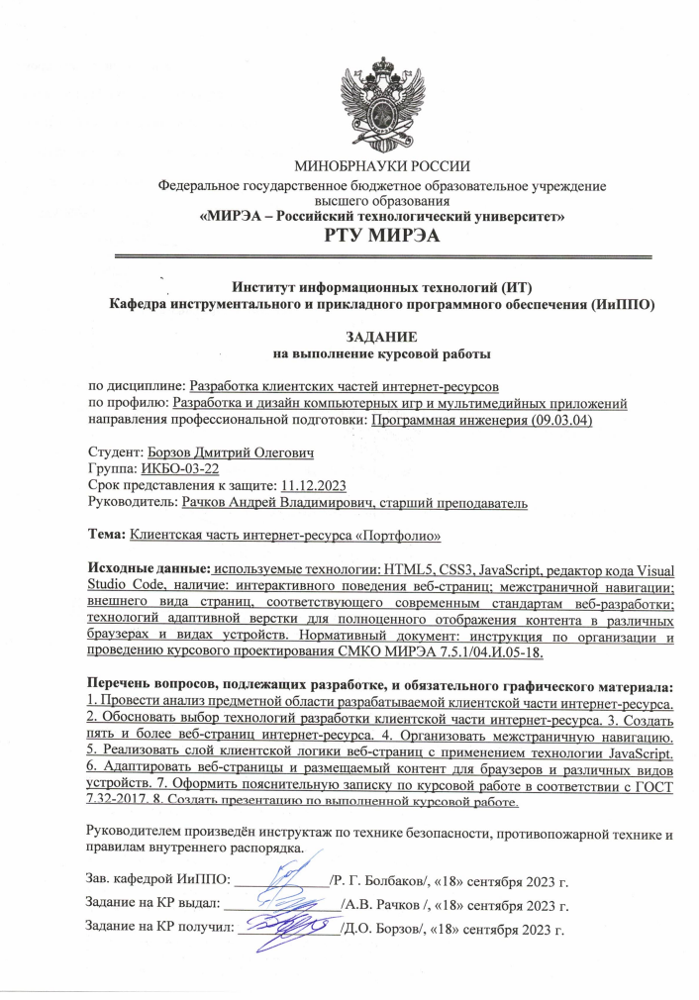 МИНОБРНАУКИ РОССИИ
Федеральное государственное бюджетное образовательное учреждение
высшего образования
«МИРЭА – Российский технологический университет»
РТУ МИРЭА
Институт информационных технологий (ИТ)
Кафедра инструментального и прикладного программного обеспечения (ИиППО)
ЗАДАНИЕ
на выполнение курсовой работы
по дисциплине: Разработка клиентских частей интернет-ресурсов
по профилю: Разработка и дизайн компьютерных игр и мультимедийных приложений
направления профессиональной подготовки: Программная инженерия (09.03.04)
Студент: Борзов Дмитрий Олегович
Группа: ИКБО-03-22
Срок представления к защите: 11.12.2023
Руководитель: Рачков Андрей Владимирович, старший преподаватель
Тема: Клиентская часть интернет-ресурса «Портфолио»
Исходные данные: используемые технологии: HTML5, CSS3, JavaScript, редактор кода Visual
Studio Code, наличие: интерактивного поведения веб-страниц; межстраничной навигации;
внешнего вида страниц, соответствующего современным стандартам веб-разработки;
технологий адаптивной верстки для полноценного отображения контента в различных
браузерах и видах устройств. Нормативный документ: инструкция по организации и
проведению курсового проектирования СМКО МИРЭА 7.5.1/04.И.05-18.
Перечень вопросов, подлежащих разработке, и обязательного графического материала:
1. Провести анализ предметной области разрабатываемой клиентской части интернет-ресурса.
2. Обосновать выбор технологий разработки клиентской части интернет-ресурса. 3. Создать
пять и более веб-страниц интернет-ресурса. 4. Организовать межстраничную навигацию.
5. Реализовать слой клиентской логики веб-страниц с применением технологии JavaScript.
6. Адаптировать веб-страницы и размещаемый контент для браузеров и различных видов
устройств. 7. Оформить пояснительную записку по курсовой работе в соответствии с ГОСТ
7.32-2017. 8. Создать презентацию по выполненной курсовой работе.
Руководителем произведён инструктаж по технике безопасности, противопожарной технике и
правилам внутреннего распорядка.
Зав. кафедрой ИиППО: /Р. Г. Болбаков/, «18» сентября 2023 г.
Задание на КР выдал: /А.В. Рачков /, «18» сентября 2023 г.
Задание на КР получил: /Д.О. Борзов/, «18» сентября 2023 г.